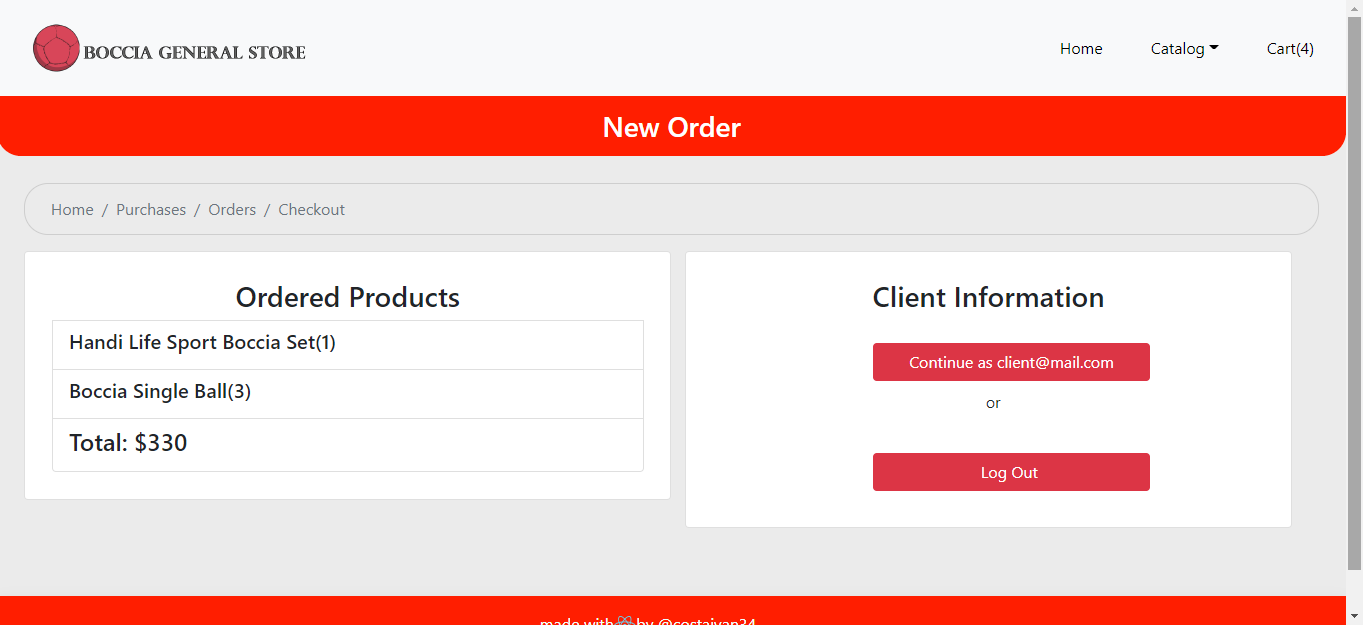 BOCCIA GENERAL STORE
Home Catalog Cart(4)
New Order
Home / Purchases / Orders / Checkout
Ordered Products
Handi Life Sport Boccia Set(1)
Boccia Single Ball(3)
Total: $330
Client Information
Continue as client@mail.com
or
Log Out
made with by @costaivan34